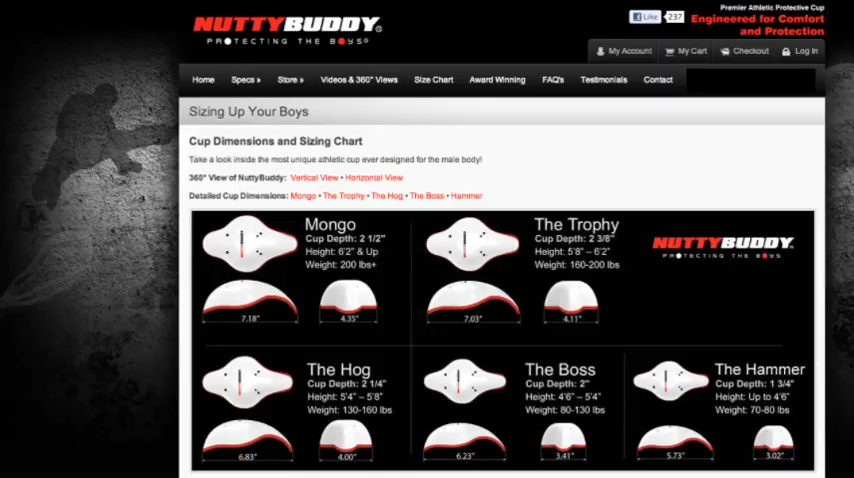 Premier Athletic Protective Cup
Like 237
Engineered for Comfort
and Protection
NUTTYBUDDY®
PROTECTING THE BOYS®
My Account My Cart Checkout Log In
Home Specs » Store » Videos & 360° Views Size Chart Award Winning FAQ's Testimonials Contact
Sizing Up Your Boys
Cup Dimensions and Sizing Chart
Take a look inside the most unique athletic cup ever designed for the male body!
360° View of NuttyBuddy: Vertical View • Horizontal View
Detailed Cup Dimensions: Mongo • The Trophy • The Hog • The Boss • Hammer
Mongo
Cup Depth: 2 1/2"
Height: 6'2" & Up
Weight: 200 lbs+
7.18" 4.35"
The Trophy
Cup Depth: 2 3/8"
Height: 5'8" – 6'2"
Weight: 160-200 lbs
7.03" 4.11"
NUTTYBUDDY
PROTECTING THE BOYS
The Hog
Cup Depth: 2 1/4"
Height: 5'4" – 5'8"
Weight: 130-160 lbs
6.83" 4.00"
The Boss
Cup Depth: 2"
Height: 4'6" – 5'4"
Weight: 80-130 lbs
6.23" 3.41"
The Hammer
Cup Depth: 1 3/4"
Height: Up to 4'6"
Weight: 70-80 lbs
5.73" 3.02"